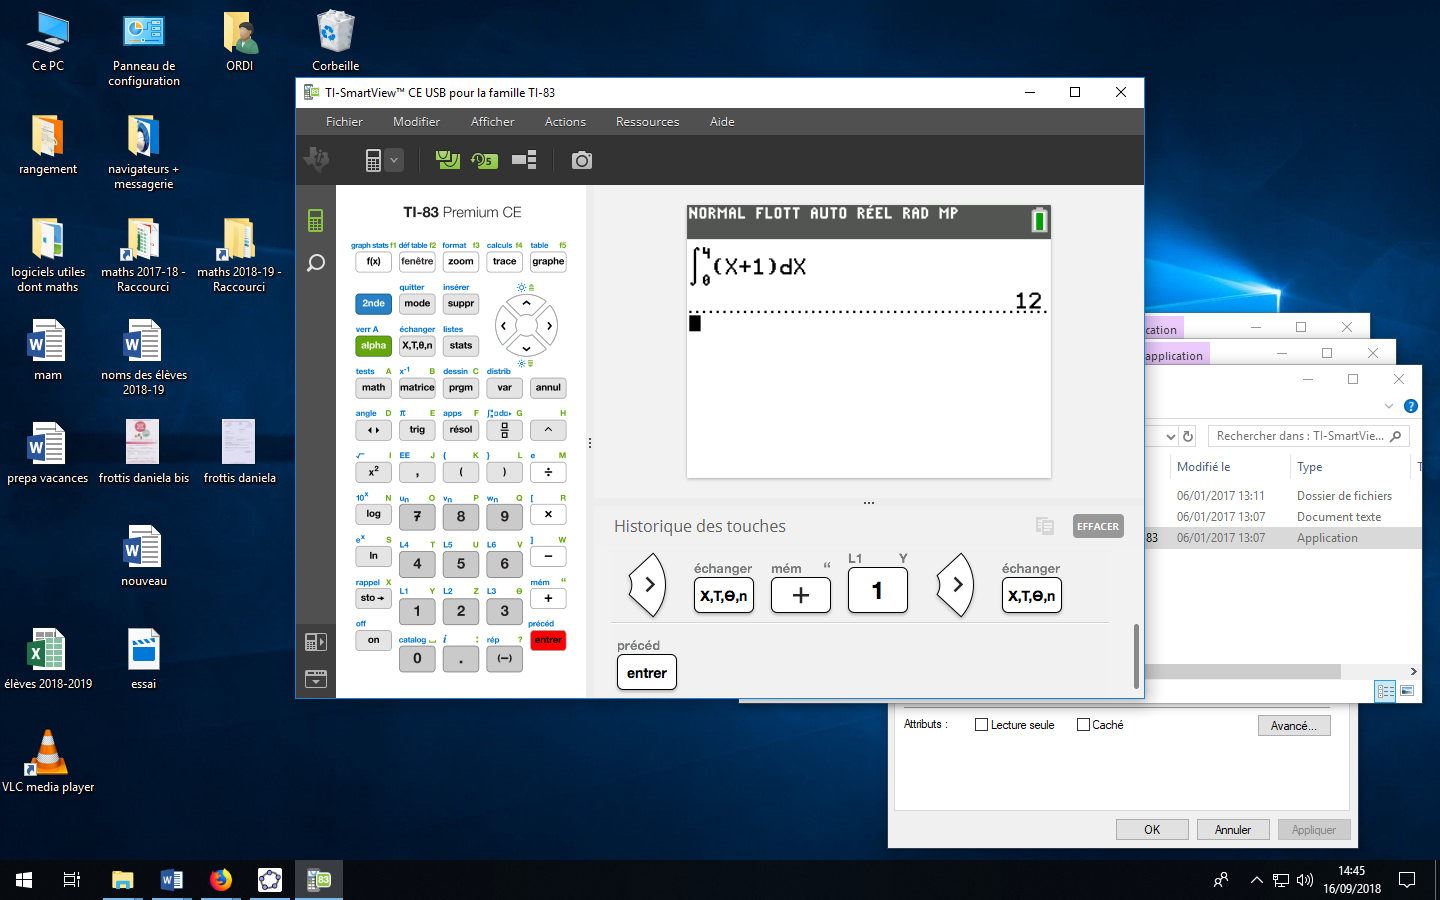 Ce PC
Panneau de
configuration
ORDI
Corbeille
rangement
navigateurs +
messagerie
logiciels utiles
dont maths
maths 2017-18 -
Raccourci
maths 2018-19 -
Raccourci
mam
noms des élèves
2018-19
prepa vacances
frottis daniela bis
frottis daniela
nouveau
élèves 2018-2019
essai
VLC media player
TI-SmartView™ CE USB pour la famille TI-83
Fichier Modifier Afficher Actions Ressources Aide
TI-83 Premium CE
graph stats f1 déf table f2 format f3 calculs f4 table f5
f(x) fenêtre zoom trace graphe
quitter insérer
2nde mode suppr
verr A échanger listes
alpha X,T,θ,n stats
tests A x⁻¹ B dessin C distrib
math matrice prgm var annul
angle D π E apps F G H
trig résol ^
√ I EE J { K } L e M
x² , ( ) ÷
10ˣ N uₙ O vₙ P wₙ Q [ R
log 7 8 9 ×
eˣ S L4 T L5 U L6 V ] W
ln 4 5 6 −
rappel X L1 Y L2 Z L3 θ mém “
sto→ 1 2 3 +
off catalog i : rép ? précéd
on 0 . (−) entrer
NORMAL FLOTT AUTO RÉEL RAD MP
∫₀⁴(X+1)dX
12
Historique des touches
EFFACER
échanger mém “ L1 Y échanger
X,T,Θ,n + 1 X,T,Θ,n
précéd
entrer
cation
application
Rechercher dans : TI-SmartVie...
Modifié le Type T
06/01/2017 13:11 Dossier de fichiers
06/01/2017 13:07 Document texte
83 06/01/2017 13:07 Application
Attributs : Lecture seule Caché Avancé...
OK Annuler Appliquer
14:45
16/09/2018